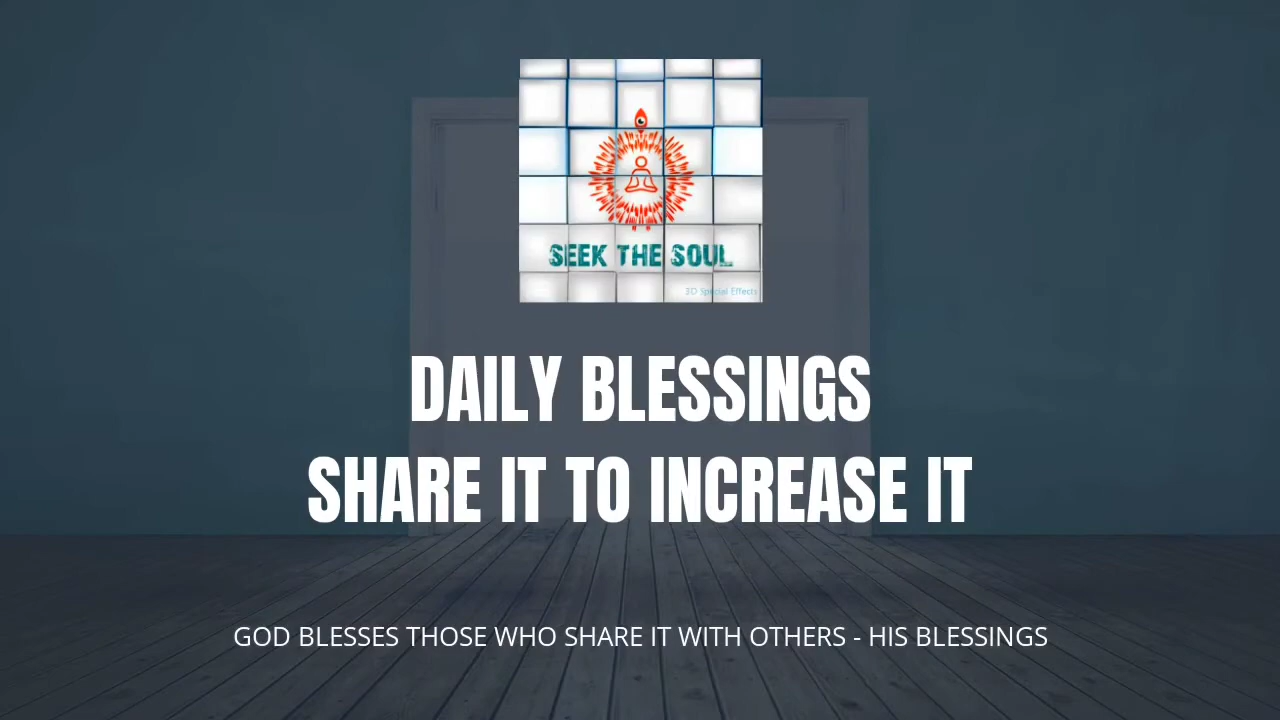 SEEK THE SOUL
3D Special Effects
DAILY BLESSINGS
SHARE IT TO INCREASE IT
GOD BLESSES THOSE WHO SHARE IT WITH OTHERS - HIS BLESSINGS